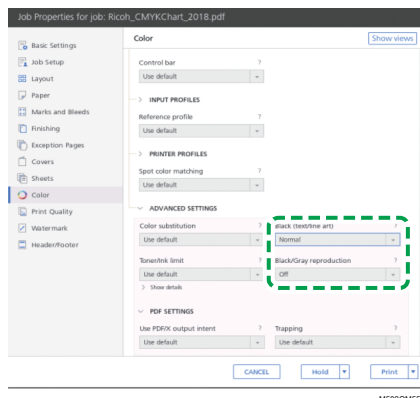 Job Properties for job: Ricoh_CMYKChart_2018.pdf
Basic Settings
Job Setup
Layout
Paper
Marks and Bleeds
Finishing
Exception Pages
Covers
Sheets
Color
Print Quality
Watermark
Header/Footer
Color
Show views
Control bar ?
Use default
INPUT PROFILES
Reference profile ?
Use default
PRINTER PROFILES
Spot color matching ?
Use default
ADVANCED SETTINGS
Color substitution ? Black (text/line art) ?
Use default Normal
Toner/Ink limit ? Black/Gray reproduction ?
Use default Off
Show details
PDF SETTINGS
Use PDF/X output intent ? Trapping ?
Use default Use default
CANCEL Hold Print